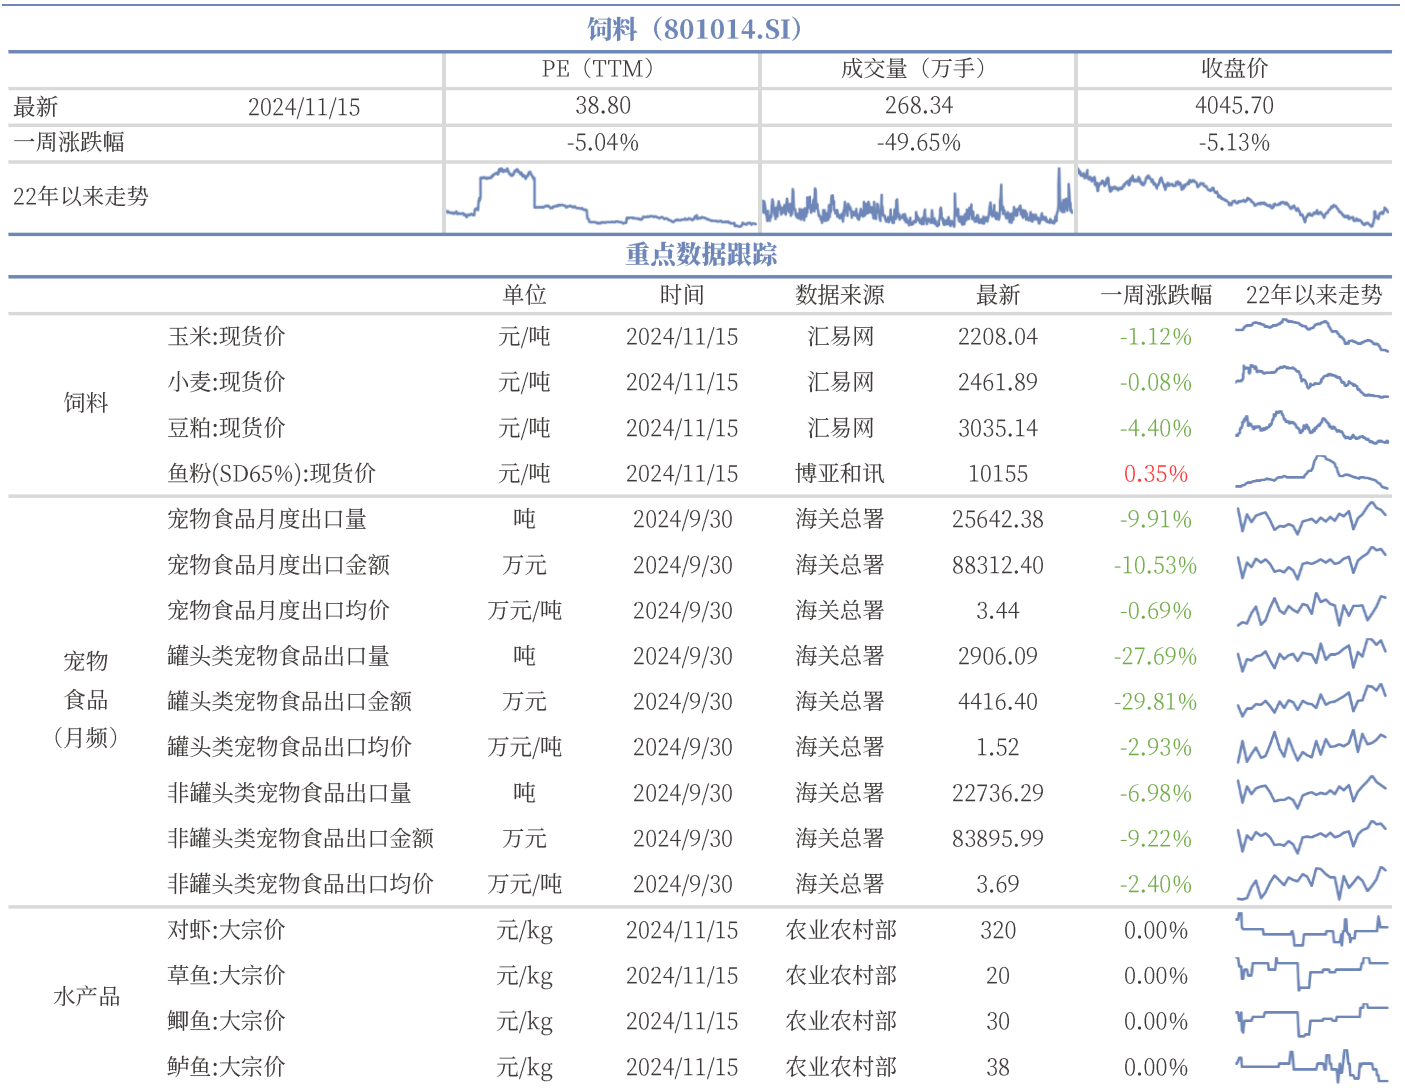 饲料（801014.SI）
PE（TTM） 成交量（万手） 收盘价
最新 2024/11/15 38.80 268.34 4045.70
一周涨跌幅 -5.04% -49.65% -5.13%
22年以来走势
重点数据跟踪
单位 时间 数据来源 最新 一周涨跌幅 22年以来走势
饲料
玉米:现货价 元/吨 2024/11/15 汇易网 2208.04 -1.12%
小麦:现货价 元/吨 2024/11/15 汇易网 2461.89 -0.08%
豆粕:现货价 元/吨 2024/11/15 汇易网 3035.14 -4.40%
鱼粉(SD65%):现货价 元/吨 2024/11/15 博亚和讯 10155 0.35%
宠物
食品
（月频）
宠物食品月度出口量 吨 2024/9/30 海关总署 25642.38 -9.91%
宠物食品月度出口金额 万元 2024/9/30 海关总署 88312.40 -10.53%
宠物食品月度出口均价 万元/吨 2024/9/30 海关总署 3.44 -0.69%
罐头类宠物食品出口量 吨 2024/9/30 海关总署 2906.09 -27.69%
罐头类宠物食品出口金额 万元 2024/9/30 海关总署 4416.40 -29.81%
罐头类宠物食品出口均价 万元/吨 2024/9/30 海关总署 1.52 -2.93%
非罐头类宠物食品出口量 吨 2024/9/30 海关总署 22736.29 -6.98%
非罐头类宠物食品出口金额 万元 2024/9/30 海关总署 83895.99 -9.22%
非罐头类宠物食品出口均价 万元/吨 2024/9/30 海关总署 3.69 -2.40%
水产品
对虾:大宗价 元/kg 2024/11/15 农业农村部 320 0.00%
草鱼:大宗价 元/kg 2024/11/15 农业农村部 20 0.00%
鲫鱼:大宗价 元/kg 2024/11/15 农业农村部 30 0.00%
鲈鱼:大宗价 元/kg 2024/11/15 农业农村部 38 0.00%